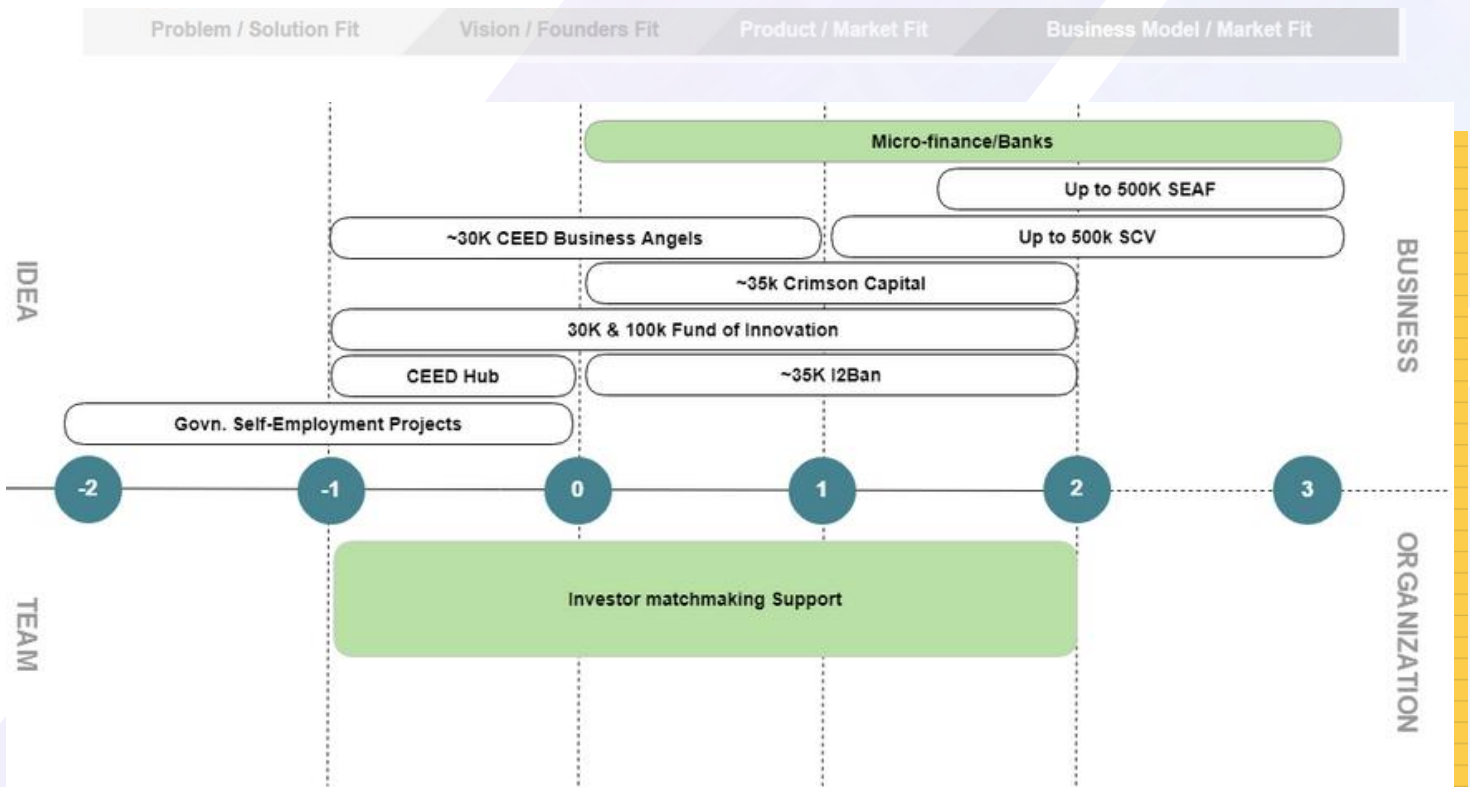 Problem / Solution Fit
Vision / Founders Fit
Product / Market Fit
Business Model / Market Fit
Micro-finance/Banks
Up to 500K SEAF
~30K CEED Business Angels
Up to 500k SCV
~35k Crimson Capital
30K & 100k Fund of Innovation
CEED Hub
~35K I2Ban
Govn. Self-Employment Projects
IDEA
BUSINESS
-2
-1
0
1
2
3
Investor matchmaking Support
TEAM
ORGANIZATION